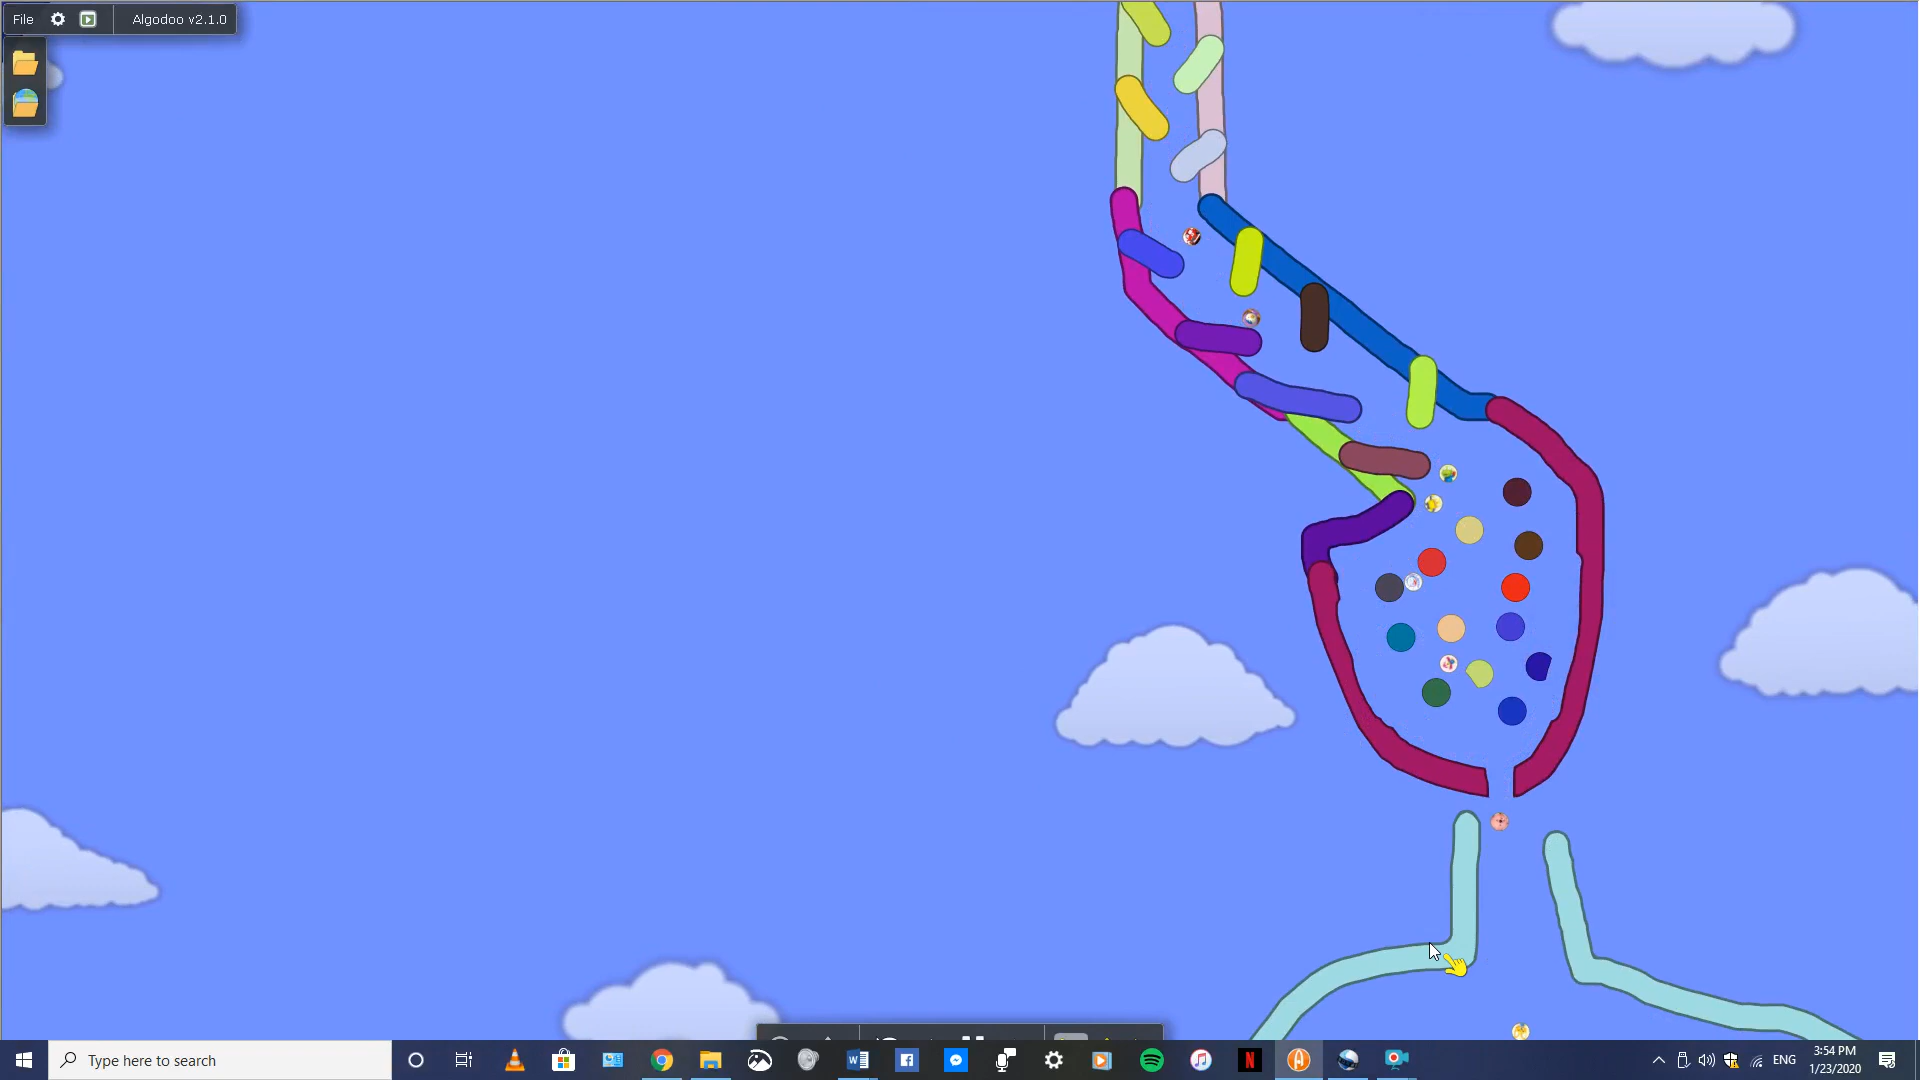 File
Algodoo v2.1.0
Type here to search
ENG
3:54 PM
1/23/2020